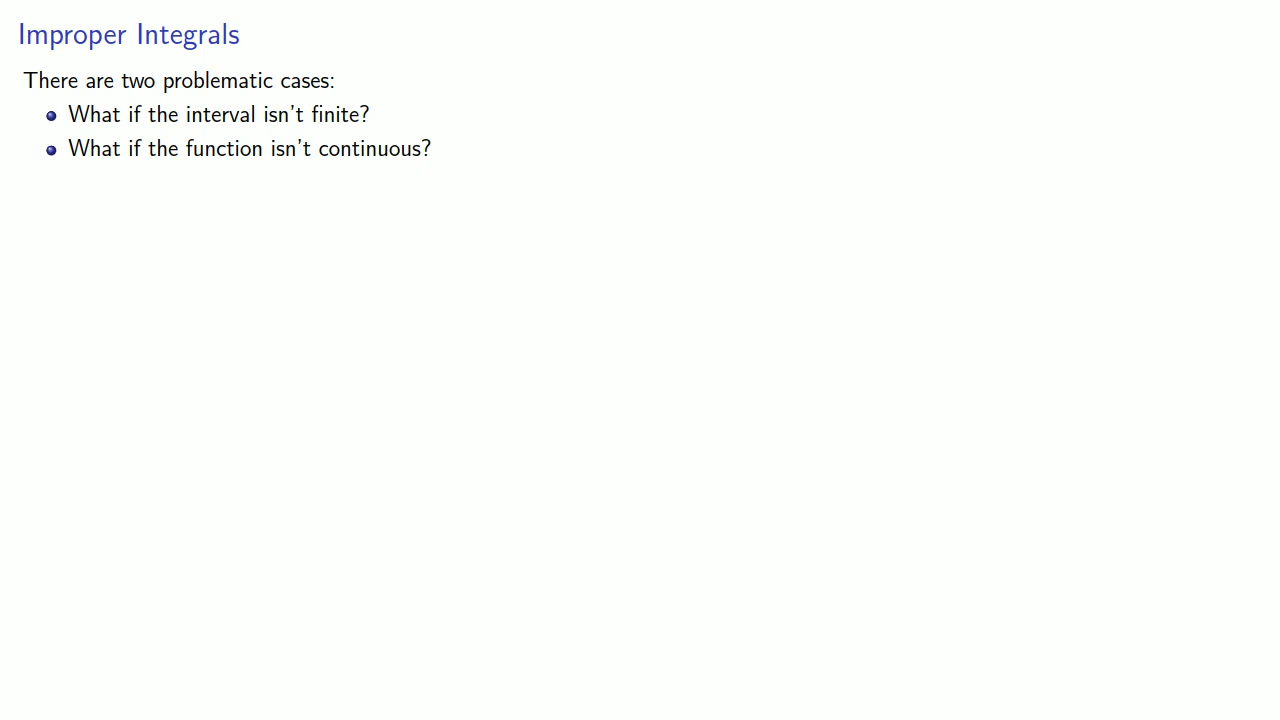 Improper Integrals
There are two problematic cases:
What if the interval isn't finite?
What if the function isn't continuous?